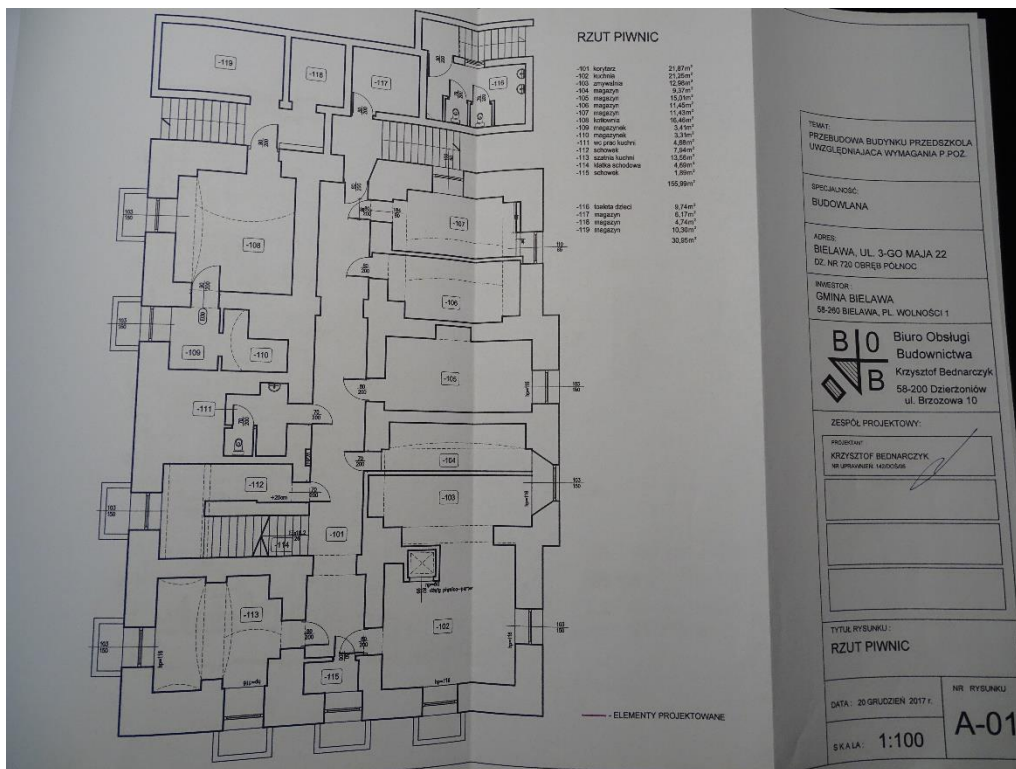 RZUT PIWNIC
-101 korytarz 21,87m²
-102 kuchnia 21,25m²
-103 zmywalnia 12,98m²
-104 magazyn 9,37m²
-105 magazyn 15,01m²
-106 magazyn 11,45m²
-107 magazyn 11,43m²
-108 kotłownia 16,46m²
-109 magazynek 3,41m²
-110 magazynek 3,31m²
-111 wc prac kuchni 4,88m²
-112 schowek 7,94m²
-113 szatnia kuchni 13,56m²
-114 klatka schodowa 4,69m²
-115 schowek 1,89m²
155,99m²
-116 toaleta dzieci 9,74m²
-117 magazyn 6,17m²
-118 magazyn 4,74m²
-119 magazyn 10,36m²
30,95m²
-119
-118
-117
-116
-107
-108
-106
-109
-110
-105
-111
-104
-112
-103
-101
-114
-113
-102
-115
- ELEMENTY PROJEKTOWANE
TEMAT:
PRZEBUDOWA BUDYNKU PRZEDSZKOLA
UWZGLĘDNIAJĄCA WYMAGANIA P.POŻ.
SPECJALNOŚĆ:
BUDOWLANA
ADRES:
BIELAWA, UL. 3-GO MAJA 22
DZ. NR 720 OBRĘB PÓŁNOC
INWESTOR:
GMINA BIELAWA
58-260 BIELAWA, PL. WOLNOŚCI 1
B O B
Biuro Obsługi
Budownictwa
Krzysztof Bednarczyk
58-200 Dzierżoniów
ul. Brzozowa 10
ZESPÓŁ PROJEKTOWY:
PROJEKTANT
KRZYSZTOF BEDNARCZYK
TYTUŁ RYSUNKU:
RZUT PIWNIC
DATA: 20 GRUDZIEŃ 2017 r.
NR RYSUNKU
A-01
SKALA: 1:100